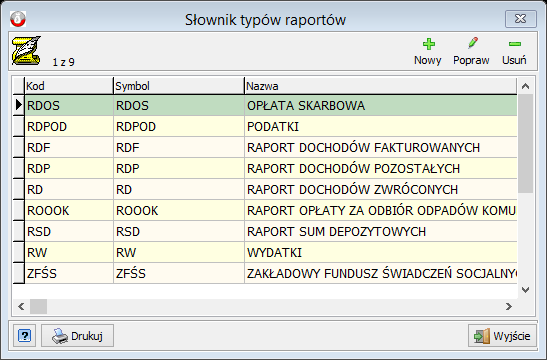 Słownik typów raportów
1 z 9
Nowy Popraw Usuń
Kod Symbol Nazwa
RDOS RDOS OPŁATA SKARBOWA
RDPOD RDPOD PODATKI
RDF RDF RAPORT DOCHODÓW FAKTUROWANYCH
RDP RDP RAPORT DOCHODÓW POZOSTAŁYCH
RD RD RAPORT DOCHODÓW ZWRÓCONYCH
ROOOK ROOOK RAPORT OPŁATY ZA ODBIÓR ODPADÓW KOMU
RSD RSD RAPORT SUM DEPOZYTOWYCH
RW RW WYDATKI
ZFŚS ZFŚS ZAKŁADOWY FUNDUSZ ŚWIADCZEŃ SOCJALNY
? Drukuj Wyjście